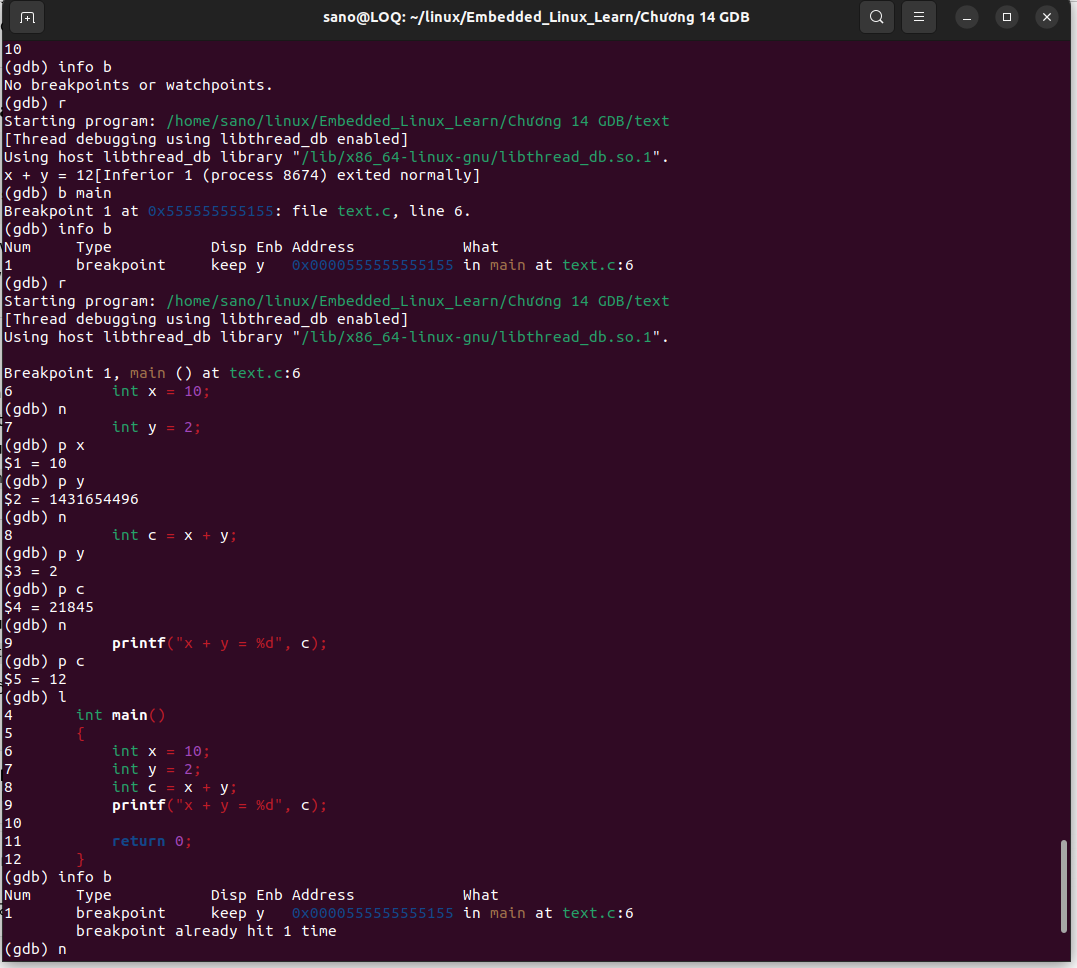 sano@LOQ: ~/linux/Embedded_Linux_Learn/Chương 14 GDB
10
(gdb) info b
No breakpoints or watchpoints.
(gdb) r
Starting program: /home/sano/linux/Embedded_Linux_Learn/Chương 14 GDB/text
[Thread debugging using libthread_db enabled]
Using host libthread_db library "/lib/x86_64-linux-gnu/libthread_db.so.1".
x + y = 12[Inferior 1 (process 8674) exited normally]
(gdb) b main
Breakpoint 1 at 0x555555555155: file text.c, line 6.
(gdb) info b
Num     Type           Disp Enb Address            What
1       breakpoint     keep y   0x0000555555555155 in main at text.c:6
(gdb) r
Starting program: /home/sano/linux/Embedded_Linux_Learn/Chương 14 GDB/text
[Thread debugging using libthread_db enabled]
Using host libthread_db library "/lib/x86_64-linux-gnu/libthread_db.so.1".

Breakpoint 1, main () at text.c:6
6           int x = 10;
(gdb) n
7           int y = 2;
(gdb) p x
$1 = 10
(gdb) p y
$2 = 1431654496
(gdb) n
8           int c = x + y;
(gdb) p y
$3 = 2
(gdb) p c
$4 = 21845
(gdb) n
9           printf("x + y = %d", c);
(gdb) p c
$5 = 12
(gdb) l
4       int main()
5       {
6           int x = 10;
7           int y = 2;
8           int c = x + y;
9           printf("x + y = %d", c);
10
11          return 0;
12      }
(gdb) info b
Num     Type           Disp Enb Address            What
1       breakpoint     keep y   0x0000555555555155 in main at text.c:6
        breakpoint already hit 1 time
(gdb) n